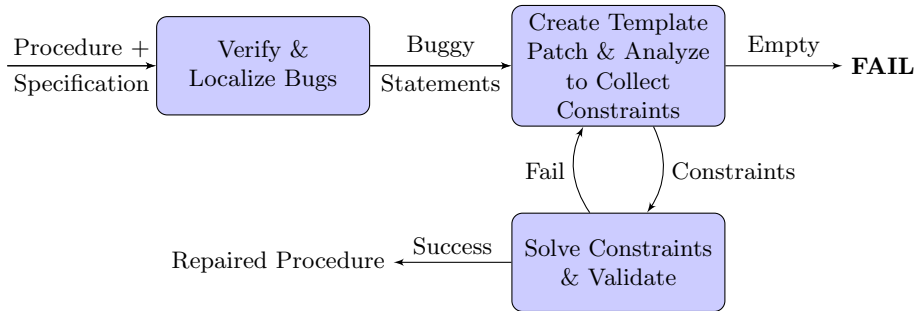 Procedure +
Specification
Verify &
Localize Bugs
Buggy
Statements
Create Template
Patch & Analyze
to Collect
Constraints
Empty
FAIL
Fail
Constraints
Solve Constraints
& Validate
Success
Repaired Procedure